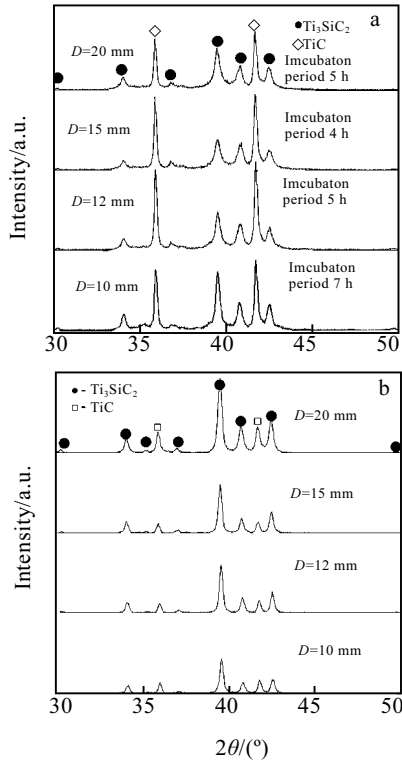 a
● Ti₃SiC₂
◇ TiC
D=20 mm
Imcubaton
period 5 h
D=15 mm
Imcubaton
period 4 h
D=12 mm
Imcubaton
period 5 h
D=10 mm
Imcubaton
period 7 h
Intensity/a.u.
30 35 40 45 50
b
● - Ti₃SiC₂
□ - TiC
D=20 mm
D=15 mm
D=12 mm
D=10 mm
Intensity/a.u.
30 35 40 45 50
2θ/(º)